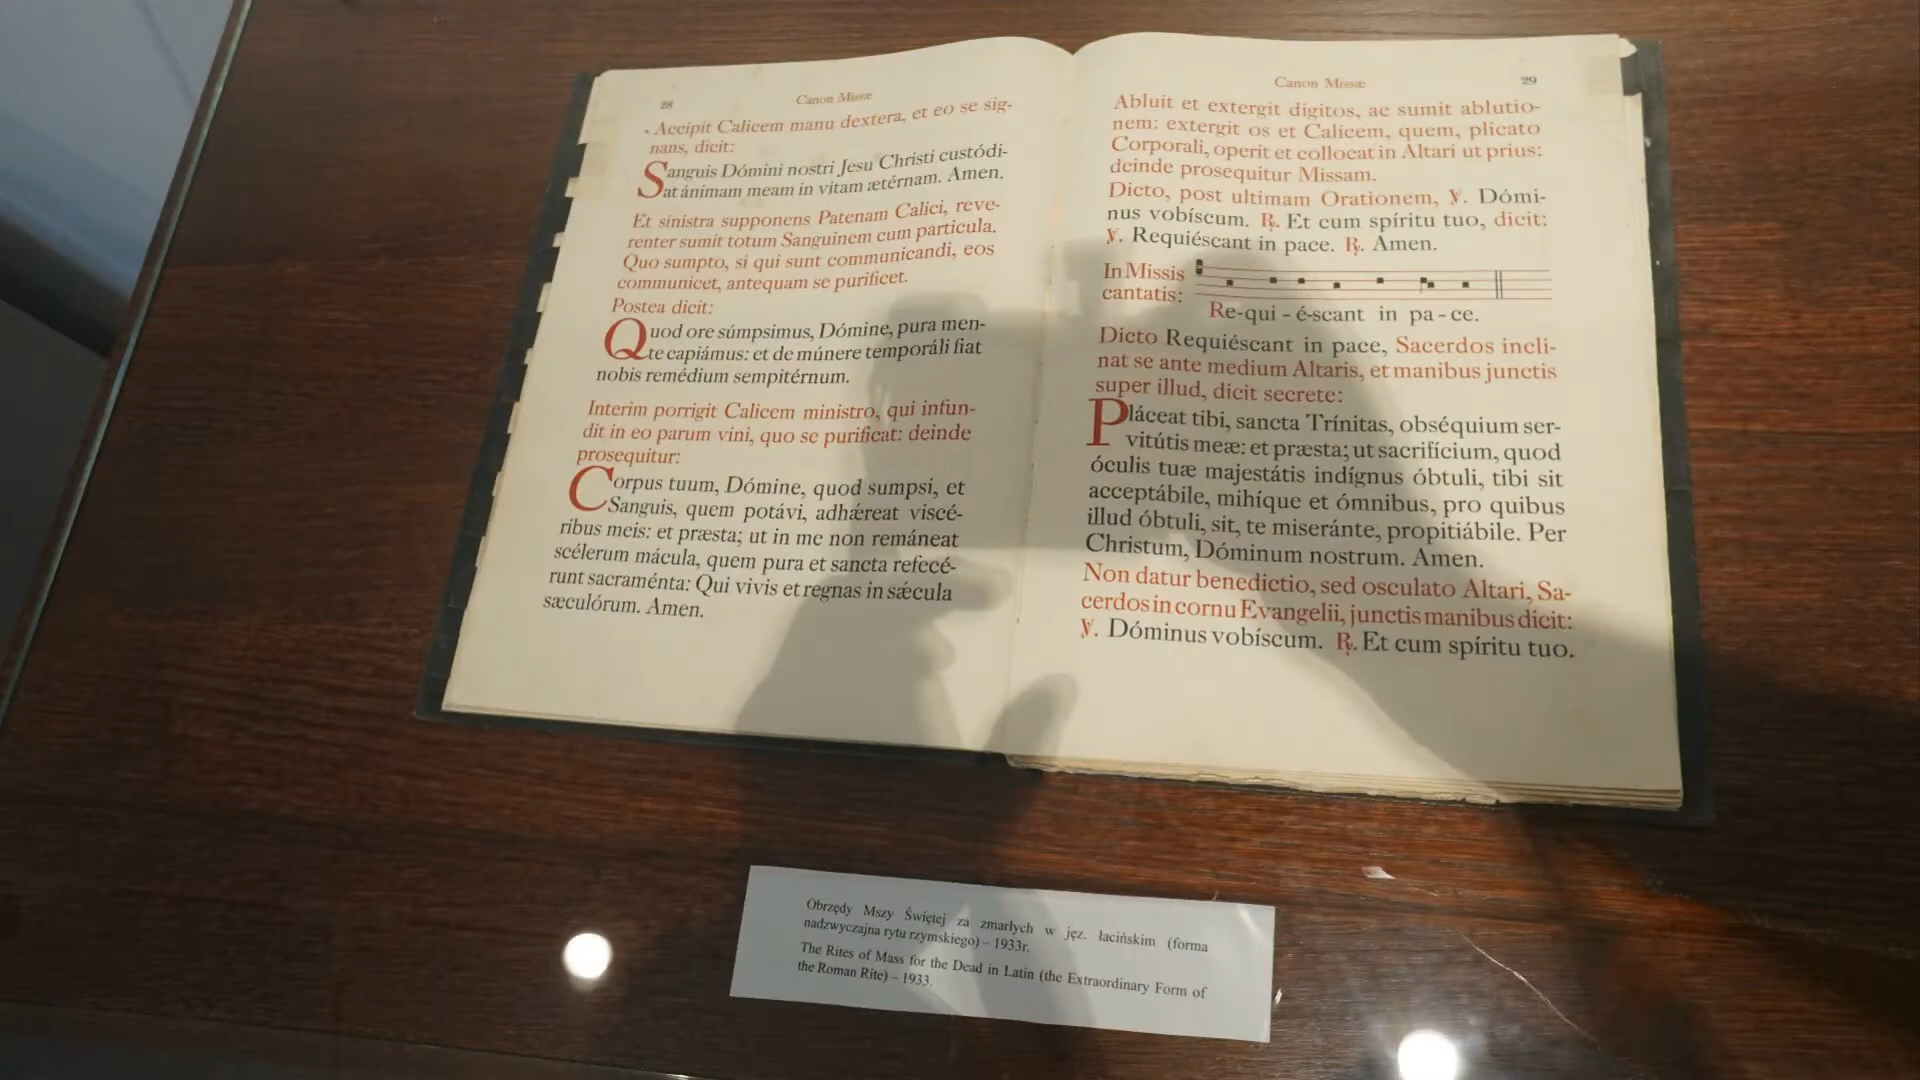 28
Canon Missæ
Accipit Calicem manu dextera, et eo se sig-
nans, dicit:
Sanguis Dómini nostri Jesu Christi custódi-
at ánimam meam in vitam ætérnam. Amen.
Et sinistra supponens Patenam Calici, reve-
renter sumit totum Sanguinem cum particula.
Quo sumpto, si qui sunt communicandi, eos
communicet, antequam se purificet.
Postea dicit:
Quod ore súmpsimus, Dómine, pura men-
te capiámus: et de múnere temporáli fiat
nobis remédium sempitérnum.
Interim porrigit Calicem ministro, qui infun-
dit in eo parum vini, quo se purificat: deinde
prosequitur:
Corpus tuum, Dómine, quod sumpsi, et
Sanguis, quem potávi, adhǽreat viscé-
ribus meis: et præsta; ut in me non remáneat
scélerum mácula, quem pura et sancta refecé-
runt sacraménta: Qui vivis et regnas in sǽcula
sæculórum. Amen.
Canon Missæ
29
Abluit et extergit digitos, ac sumit ablutio-
nem: extergit os et Calicem, quem, plicato
Corporali, operit et collocat in Altari ut prius:
deinde prosequitur Missam.
Dicto, post ultimam Orationem, ℣. Dómi-
nus vobíscum. ℟. Et cum spíritu tuo, dicit:
℣. Requiéscant in pace. ℟. Amen.
In Missis
cantatis:
Re-qui-é-scant in pa-ce.
Dicto Requiéscant in pace, Sacerdos incli-
nat se ante medium Altaris, et manibus junctis
super illud, dicit secrete:
Pláceat tibi, sancta Trínitas, obséquium ser-
vitútis meæ: et præsta; ut sacrifícium, quod
óculis tuæ majestátis indígnus óbtuli, tibi sit
acceptábile, mihíque et ómnibus, pro quibus
illud óbtuli, sit, te miseránte, propitiábile. Per
Christum, Dóminum nostrum. Amen.
Non datur benedictio, sed osculato Altari, Sa-
cerdos in cornu Evangelii, junctis manibus dicit:
℣. Dóminus vobíscum. ℟. Et cum spíritu tuo.
Obrzędy Mszy Świętej za zmarłych w jęz. łacińskim (forma
nadzwyczajna rytu rzymskiego) – 1933r.
The Rites of Mass for the Dead in Latin (the Extraordinary Form of
the Roman Rite) – 1933.